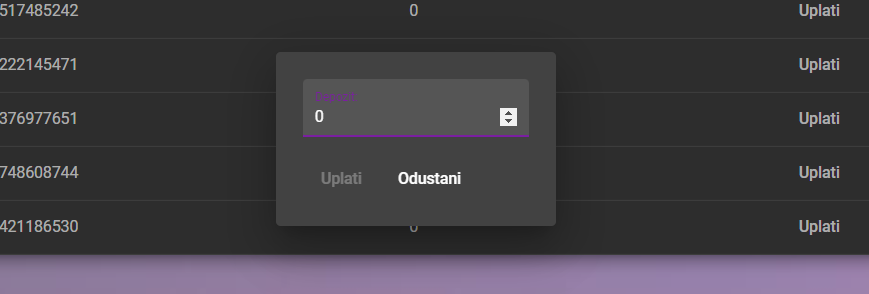 517485242 0 Uplati
222145471 Uplati
Depozit
0
376977651 Uplati
748608744 Uplati
Uplati Odustani
421186530 0 Uplati